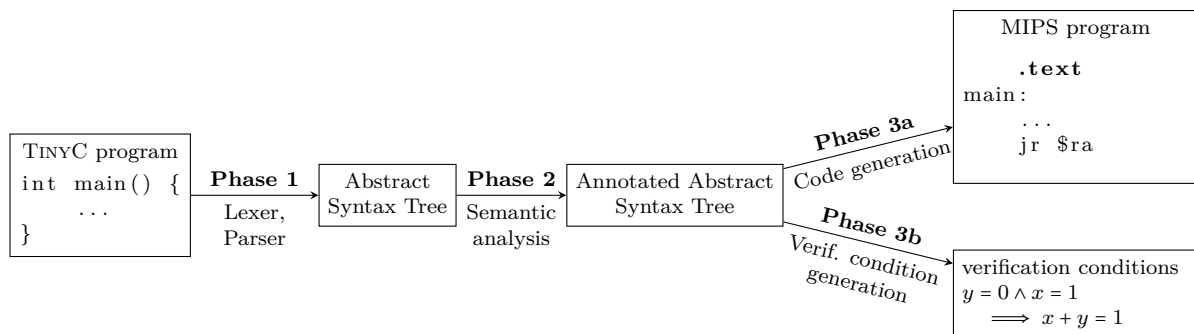 TINYC program
int main() {
...
}
Phase 1
Lexer,
Parser
Abstract
Syntax Tree
Phase 2
Semantic
analysis
Annotated Abstract
Syntax Tree
Phase 3a
Code generation
MIPS program
.text
main:
...
jr $ra
Phase 3b
Verif. condition
generation
verification conditions
y = 0 ∧ x = 1
⟹ x + y = 1